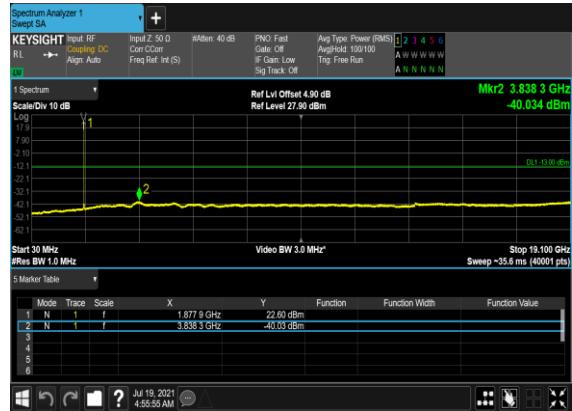 Spectrum Analyzer 1
Swept SA
+
KEYSIGHT Input: RF Input Z: 50 Ω #Atten: 40 dB PNO: Fast Avg Type: Power (RMS) 1 2 3 4 5 6
RL Coupling: DC Corr CCorr Gate: Off Avg|Hold: 100/100 A W W W W W
Align: Auto Freq Ref: Int (S) IF Gain: Low Trig: Free Run
LW Sig Track: Off A N N N N N
1 Spectrum Ref Lvl Offset 4.90 dB Mkr2 3.838 3 GHz
Scale/Div 10 dB Ref Level 27.90 dBm -40.034 dBm
Log
17.9
7.90
-2.10
-12.1
-22.1
-32.1
-42.1
-52.1
-62.1
1
2
DL1 -13.00 dBm
Start 30 MHz Video BW 3.0 MHz* Stop 19.100 GHz
#Res BW 1.0 MHz Sweep ~35.6 ms (40001 pts)
5 Marker Table
Mode Trace Scale X Y Function Function Width Function Value
1 N 1 f 1.877 9 GHz 22.60 dBm
2 N 1 f 3.838 3 GHz -40.03 dBm
3
4
5
6
? Jul 19, 2021
4:55:55 AM